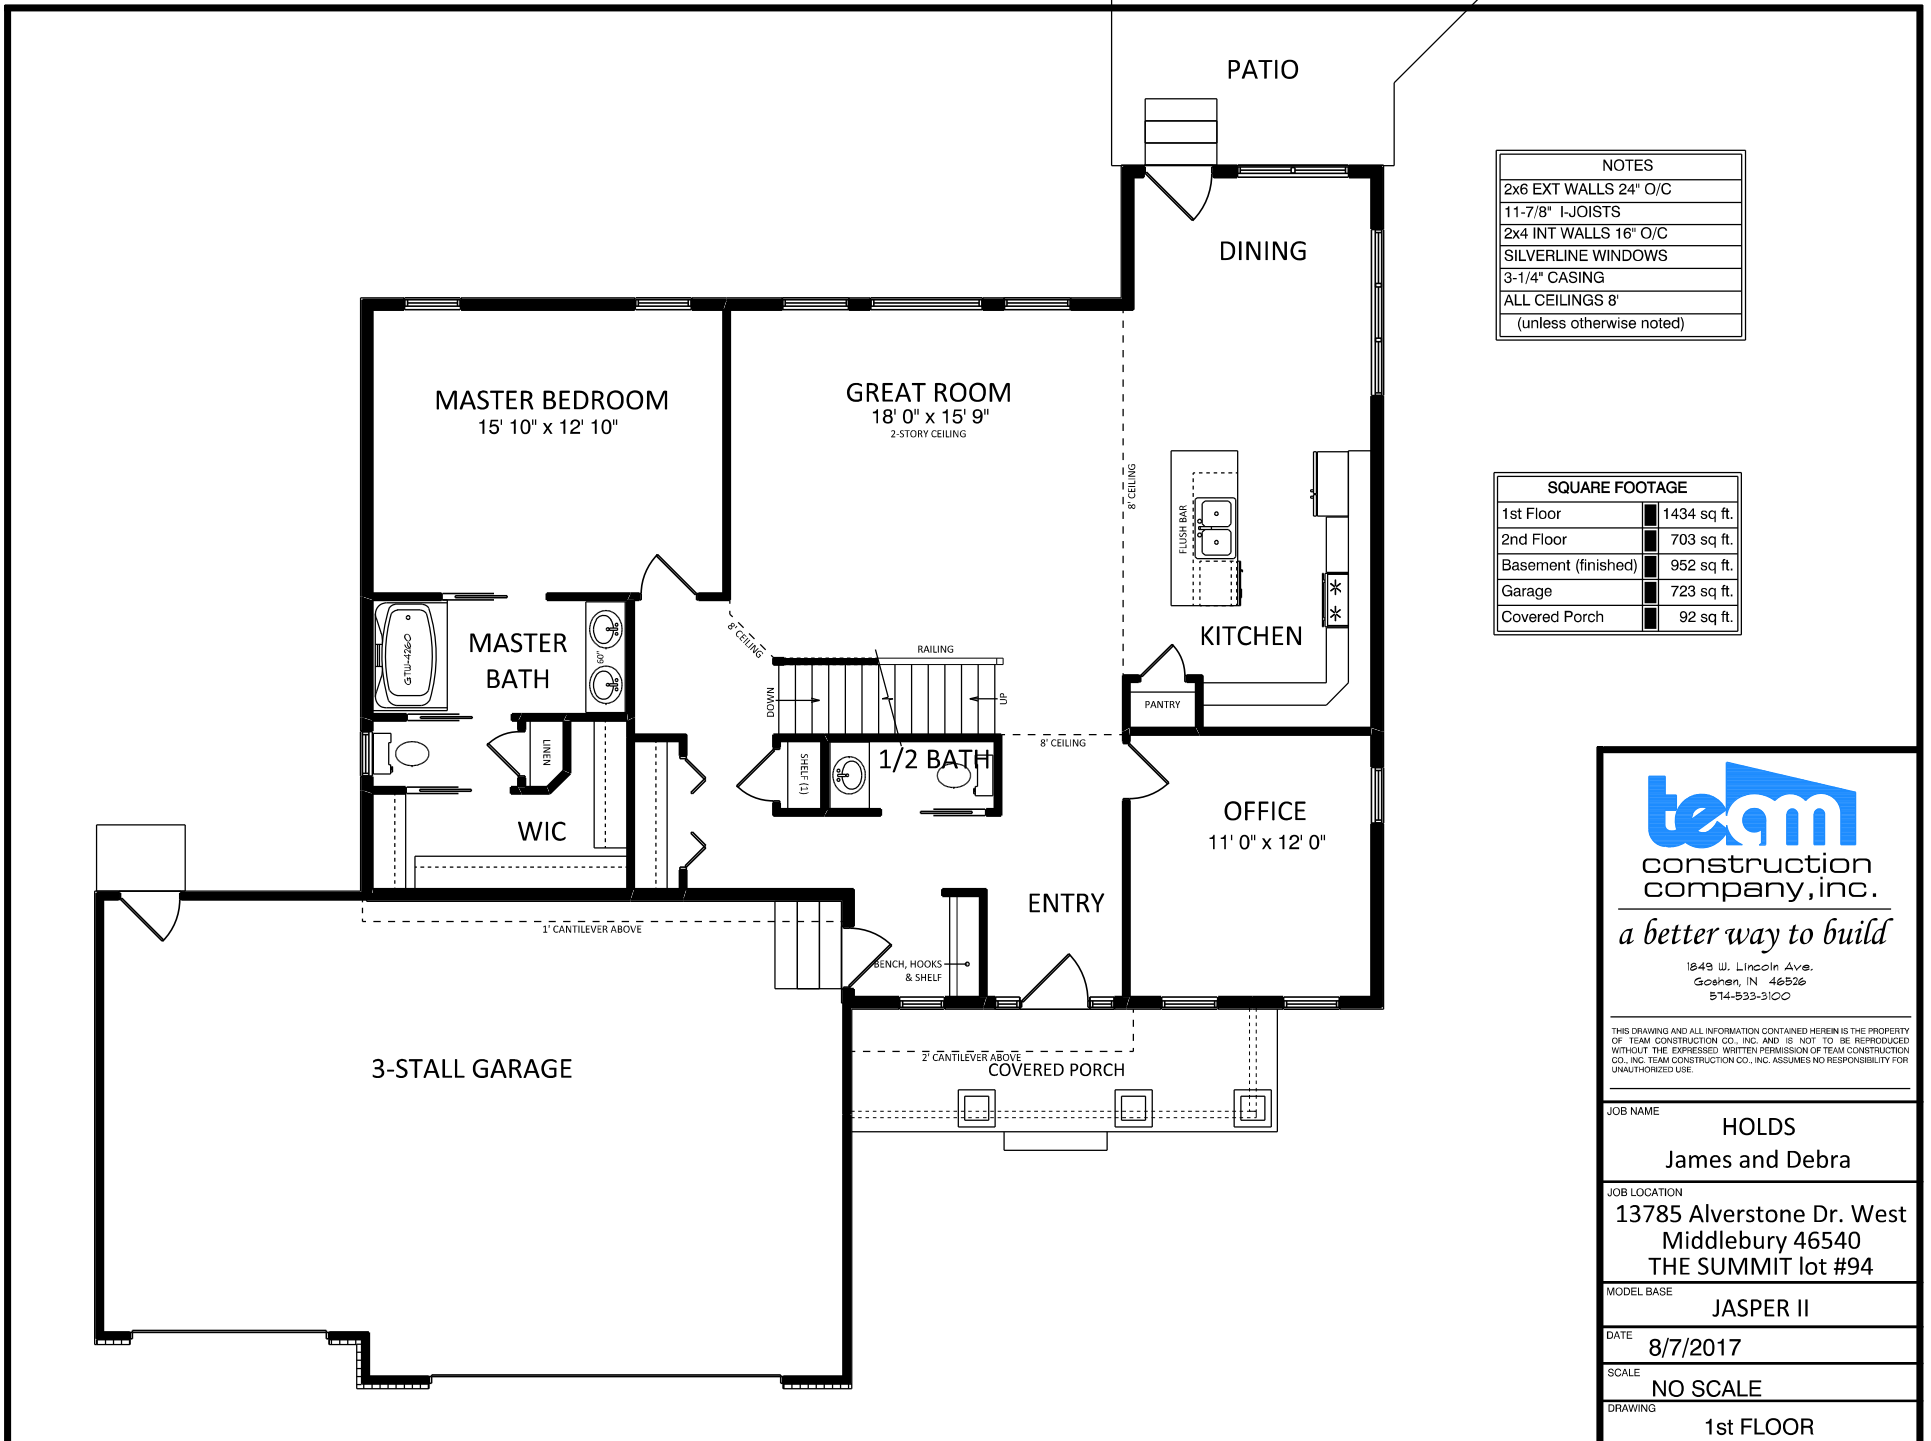 PATIO
DINING
MASTER BEDROOM
15' 10" x 12' 10"
GREAT ROOM
18' 0" x 15' 9"
2-STORY CEILING
8' CEILING
FLUSH BAR
KITCHEN
MASTER
BATH
GTW-4260
60"
8' CEILING
RAILING
DOWN
UP
PANTRY
8' CEILING
LINEN
SHELF (1)
1/2 BATH
WIC
OFFICE
11' 0" x 12' 0"
ENTRY
1' CANTILEVER ABOVE
BENCH, HOOKS
& SHELF
3-STALL GARAGE
2' CANTILEVER ABOVE
COVERED PORCH
NOTES
2x6 EXT WALLS 24" O/C
11-7/8" I-JOISTS
2x4 INT WALLS 16" O/C
SILVERLINE WINDOWS
3-1/4" CASING
ALL CEILINGS 8'
(unless otherwise noted)
SQUARE FOOTAGE
1st Floor 1434 sq ft.
2nd Floor 703 sq ft.
Basement (finished) 952 sq ft.
Garage 723 sq ft.
Covered Porch 92 sq ft.
team
construction
company,inc.
a better way to build
1849 W. Lincoln Ave.
Goshen, IN 46526
574-533-3100
THIS DRAWING AND ALL INFORMATION CONTAINED HEREIN IS THE PROPERTY
OF TEAM CONSTRUCTION CO., INC. AND IS NOT TO BE REPRODUCED
WITHOUT THE EXPRESSED WRITTEN PERMISSION OF TEAM CONSTRUCTION
CO., INC. TEAM CONSTRUCTION CO., INC. ASSUMES NO RESPONSIBILITY FOR
UNAUTHORIZED USE.
JOB NAME
HOLDS
James and Debra
JOB LOCATION
13785 Alverstone Dr. West
Middlebury 46540
THE SUMMIT lot #94
MODEL BASE
JASPER II
DATE
8/7/2017
SCALE
NO SCALE
DRAWING
1st FLOOR